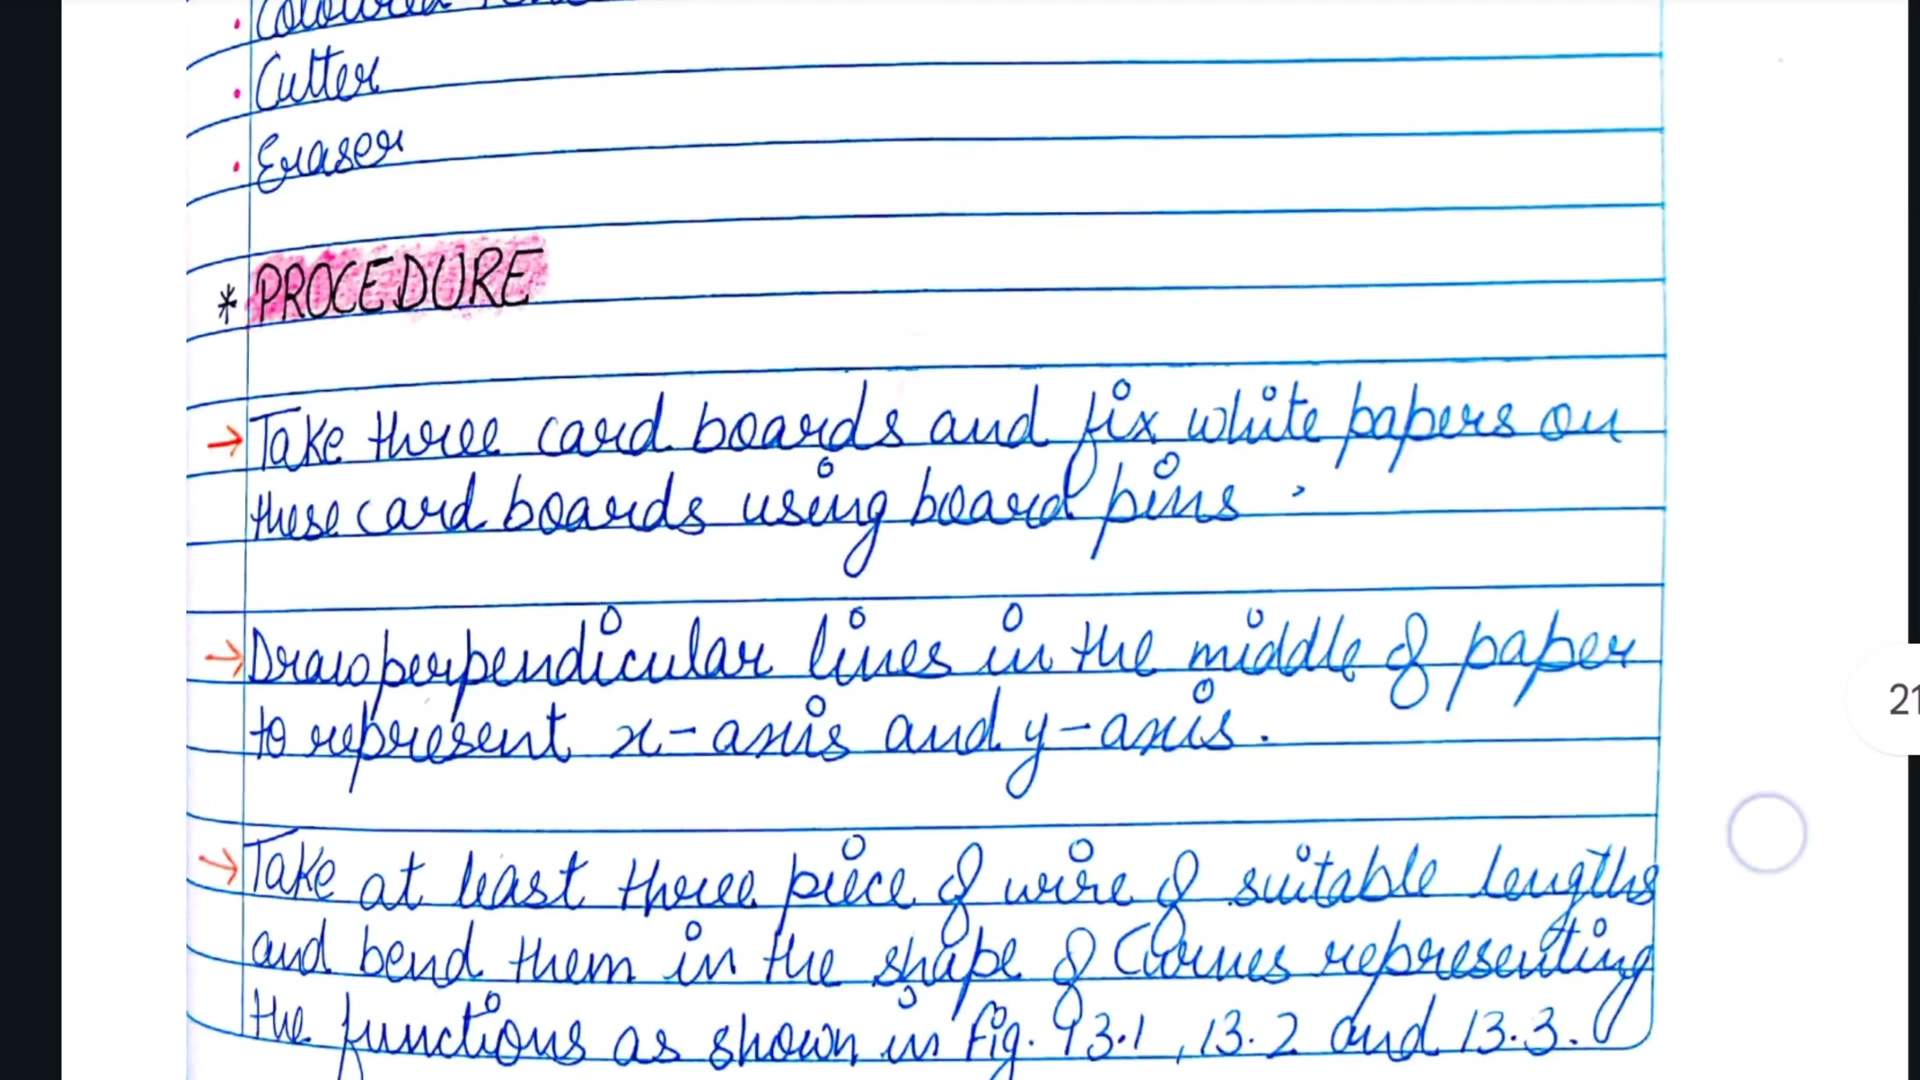 • Coloured
• Cutter
• Eraser
* PROCEDURE
→ Take three card boards and fix white papers on
these card boards using board pins.
→ Draw perpendicular lines in the middle of paper
to represent x-axis and y-axis.
→ Take at least three piece of wire of suitable lengths
and bend them in the shape of Curves representing
the functions as shown in fig. 13.1, 13.2 and 13.3.
21